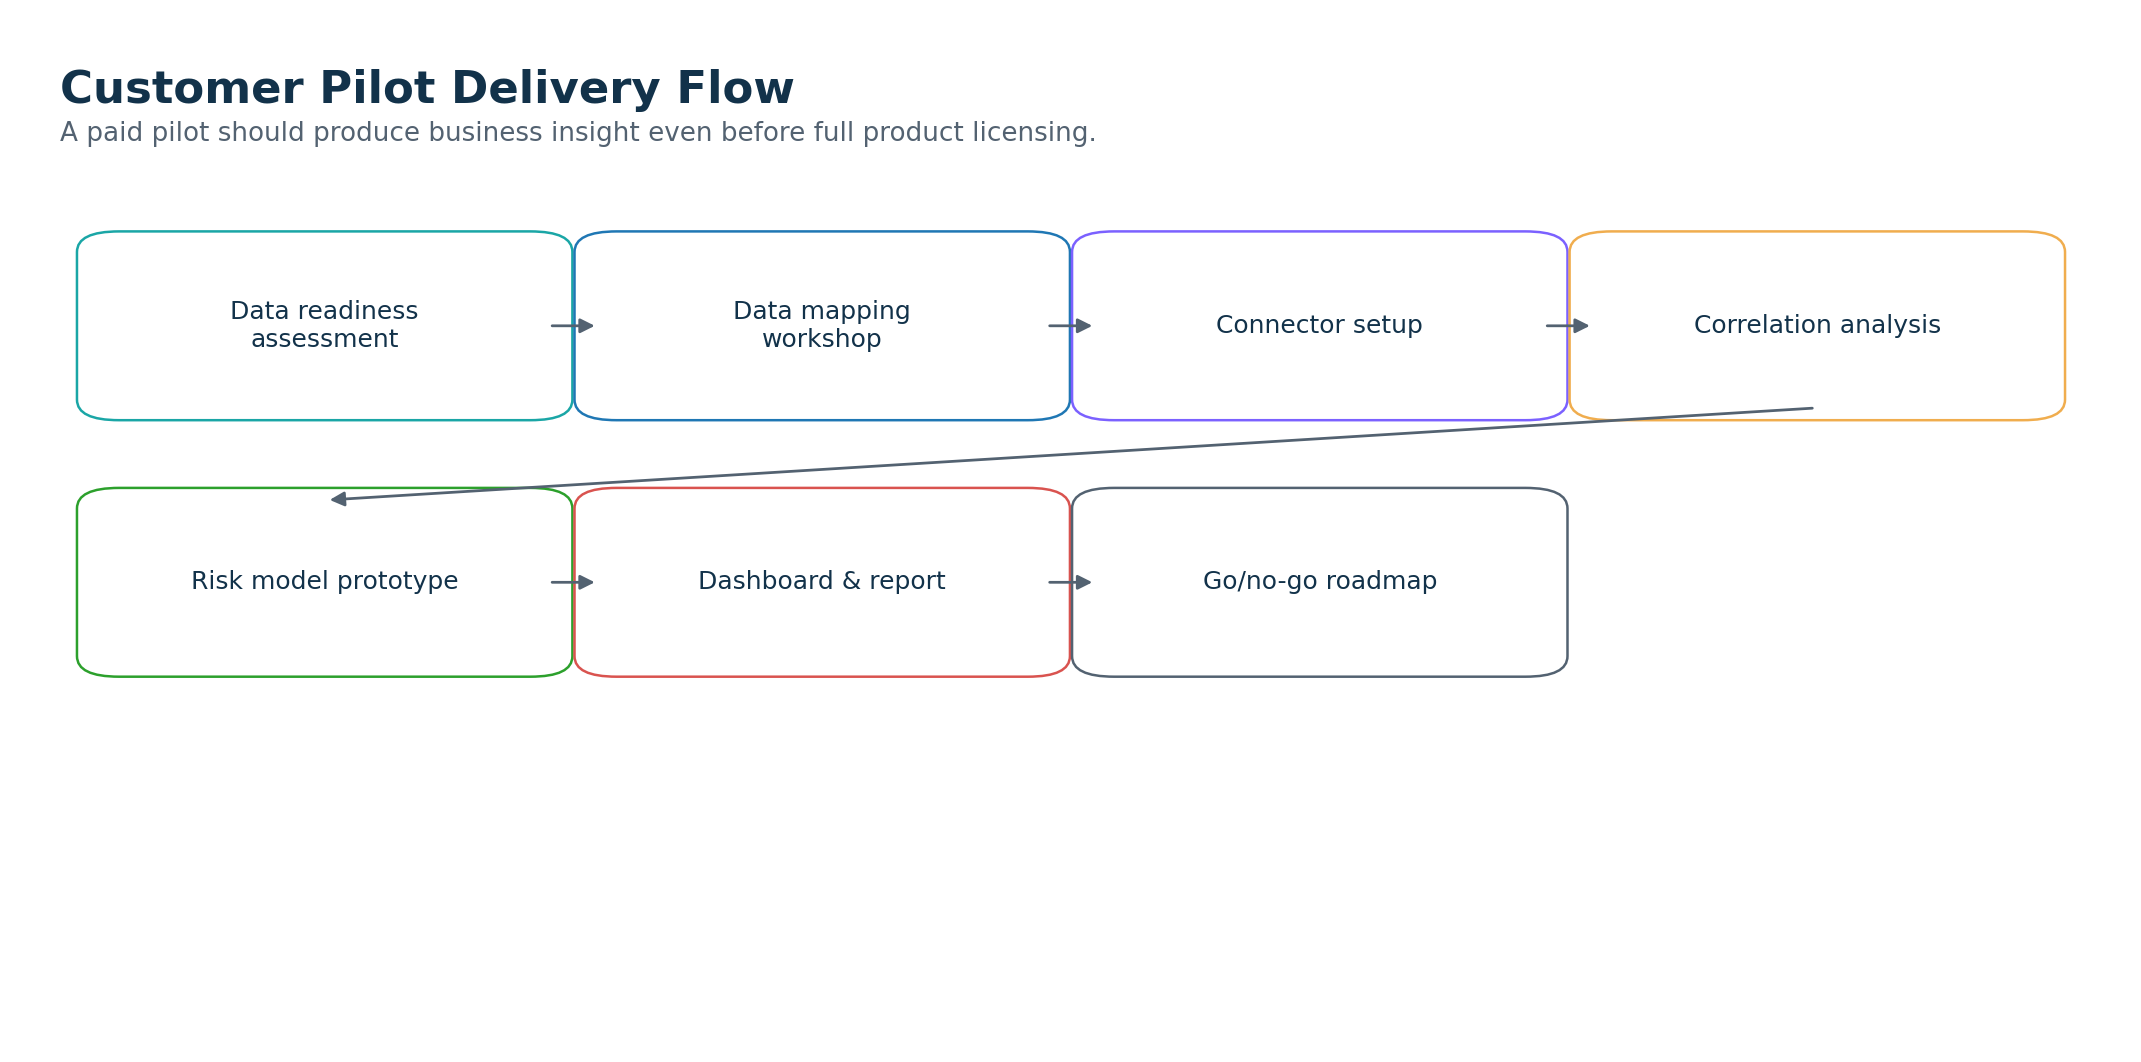 Customer Pilot Delivery Flow
A paid pilot should produce business insight even before full product licensing.
Data readiness
assessment
Data mapping
workshop
Connector setup
Correlation analysis
Risk model prototype
Dashboard & report
Go/no-go roadmap